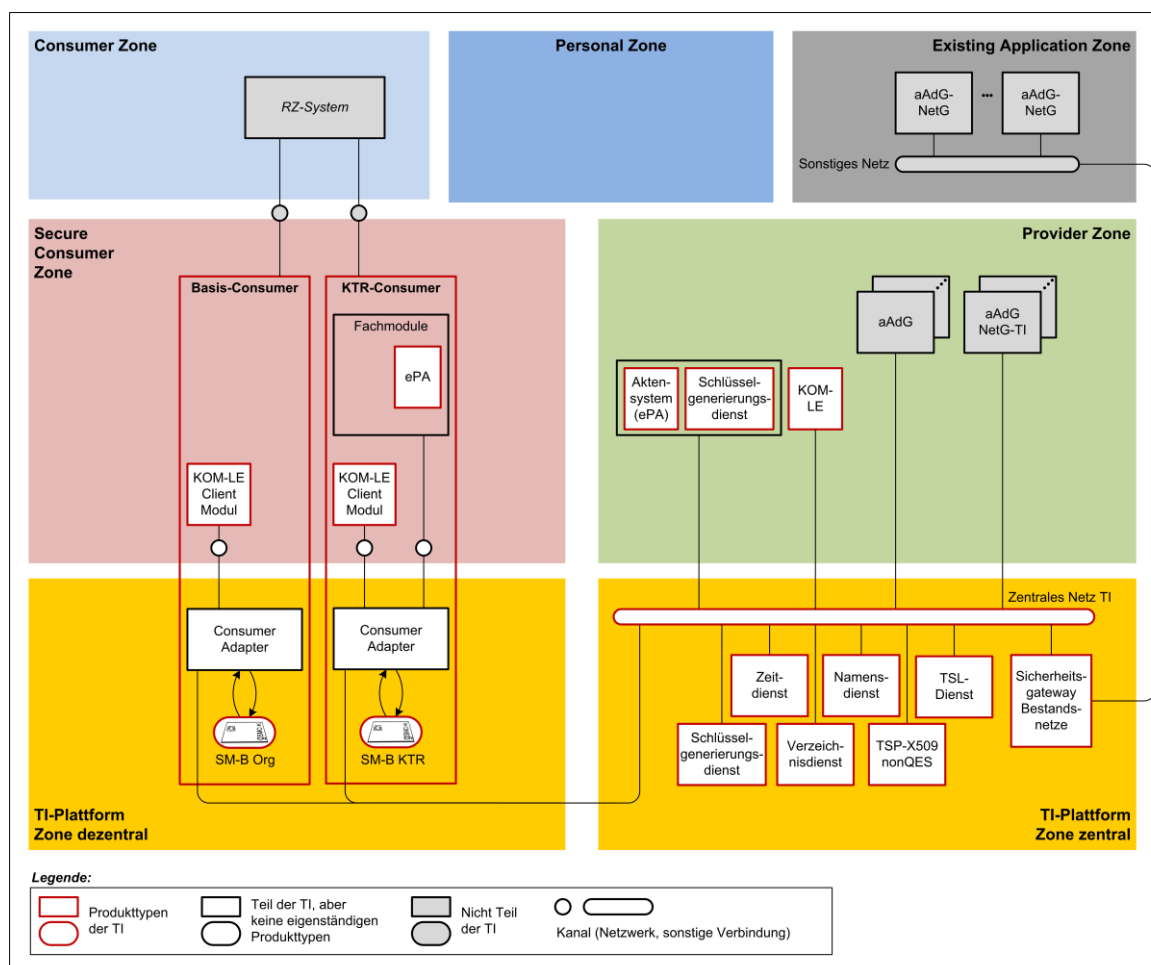 Consumer Zone
RZ-System
Personal Zone
Existing Application Zone
aAdG-
NetG
...
aAdG-
NetG
Sonstiges Netz
Secure
Consumer
Zone
Basis-Consumer
KOM-LE
Client
Modul
KTR-Consumer
Fachmodule
ePA
KOM-LE
Client
Modul
Provider Zone
aAdG
aAdG
NetG-TI
Akten-
system
(ePA)
Schlüssel-
generierungs-
dienst
KOM-
LE
Consumer
Adapter
SM-B Org
Consumer
Adapter
SM-B KTR
TI-Plattform
Zone dezentral
Zentrales Netz TI
Zeit-
dienst
Namens-
dienst
TSL-
Dienst
Sicherheits-
gateway
Bestands-
netze
Schlüssel-
generierungs-
dienst
Verzeich-
nisdienst
TSP-X509
nonQES
TI-Plattform
Zone zentral
Legende:
Produkttypen
der TI
Teil der TI, aber
keine eigenständigen
Produkttypen
Nicht Teil
der TI
Kanal (Netzwerk, sonstige Verbindung)